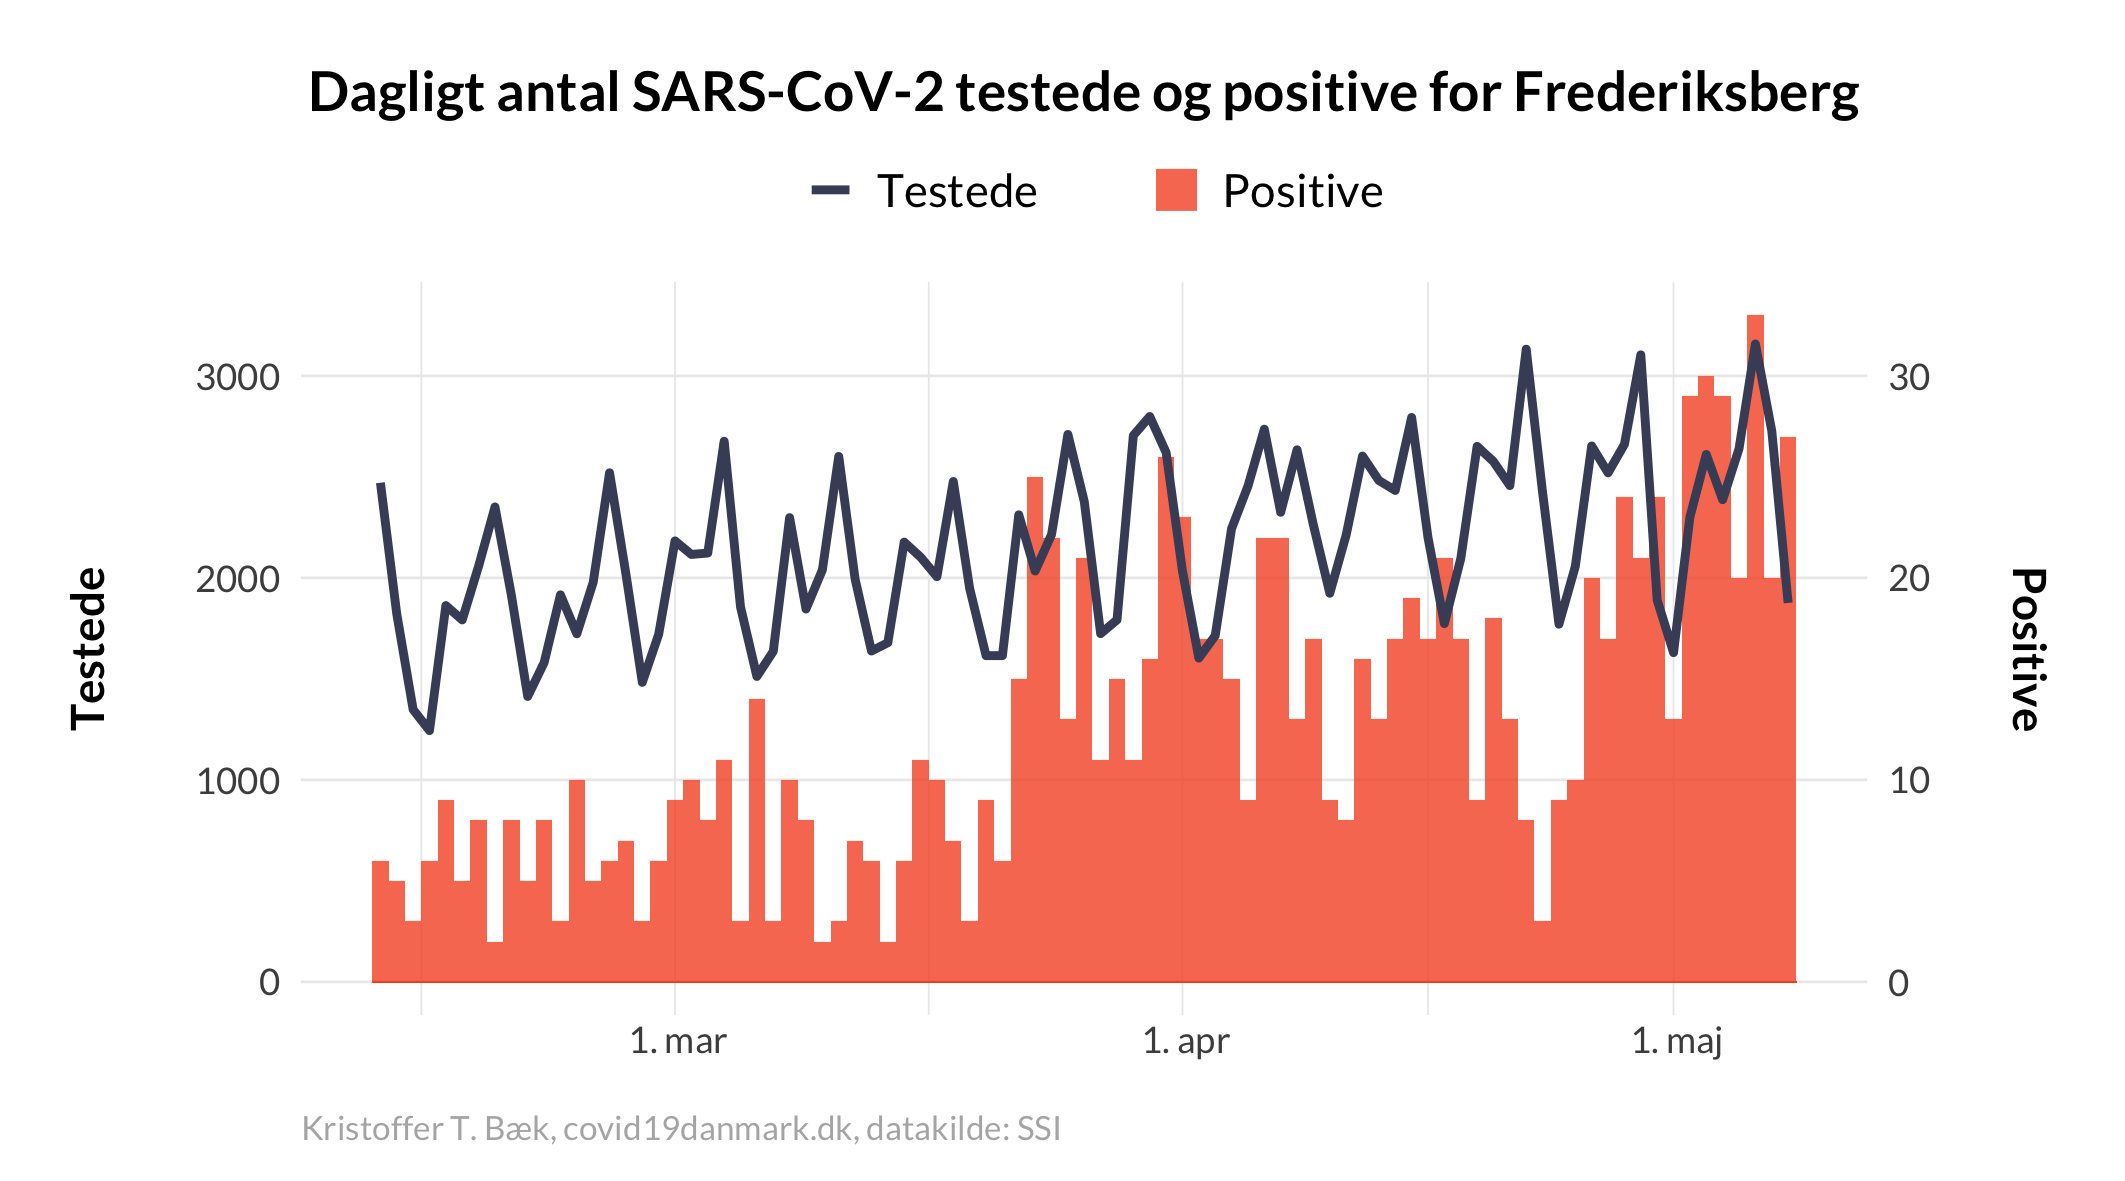 Dagligt antal SARS-CoV-2 testede og positive for Frederiksberg
Testede
Positive
3000
2000
1000
0
Testede
30
20
10
0
Positive
1. mar
1. apr
1. maj
Kristoffer T. Bæk, covid19danmark.dk, datakilde: SSI